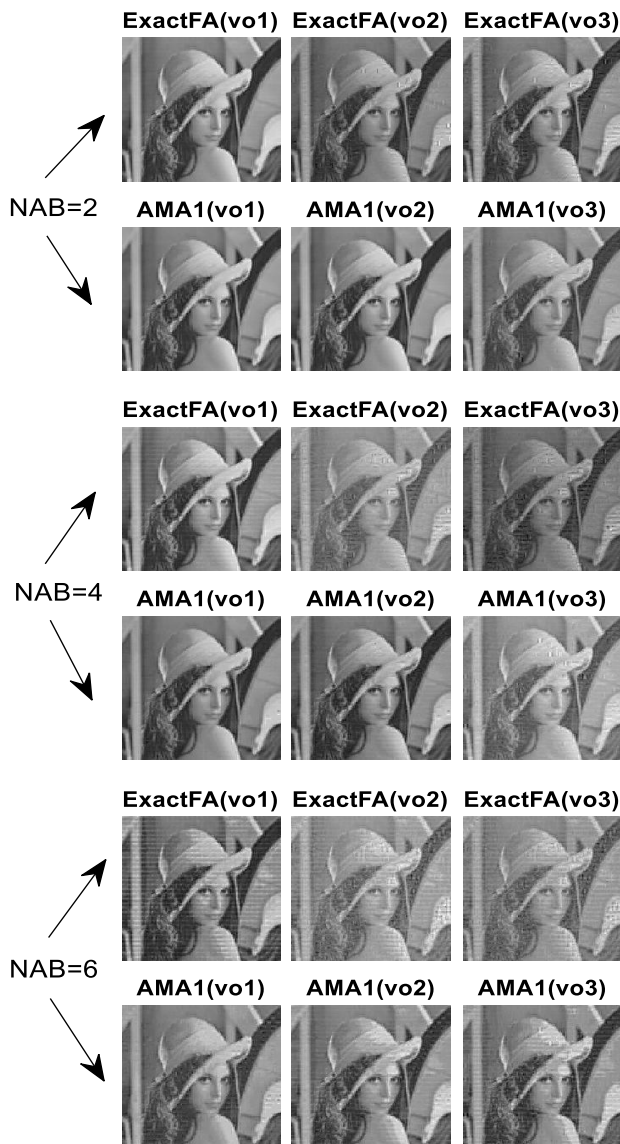 ExactFA(vo1) ExactFA(vo2) ExactFA(vo3)
NAB=2
AMA1(vo1) AMA1(vo2) AMA1(vo3)
ExactFA(vo1) ExactFA(vo2) ExactFA(vo3)
NAB=4
AMA1(vo1) AMA1(vo2) AMA1(vo3)
ExactFA(vo1) ExactFA(vo2) ExactFA(vo3)
NAB=6
AMA1(vo1) AMA1(vo2) AMA1(vo3)